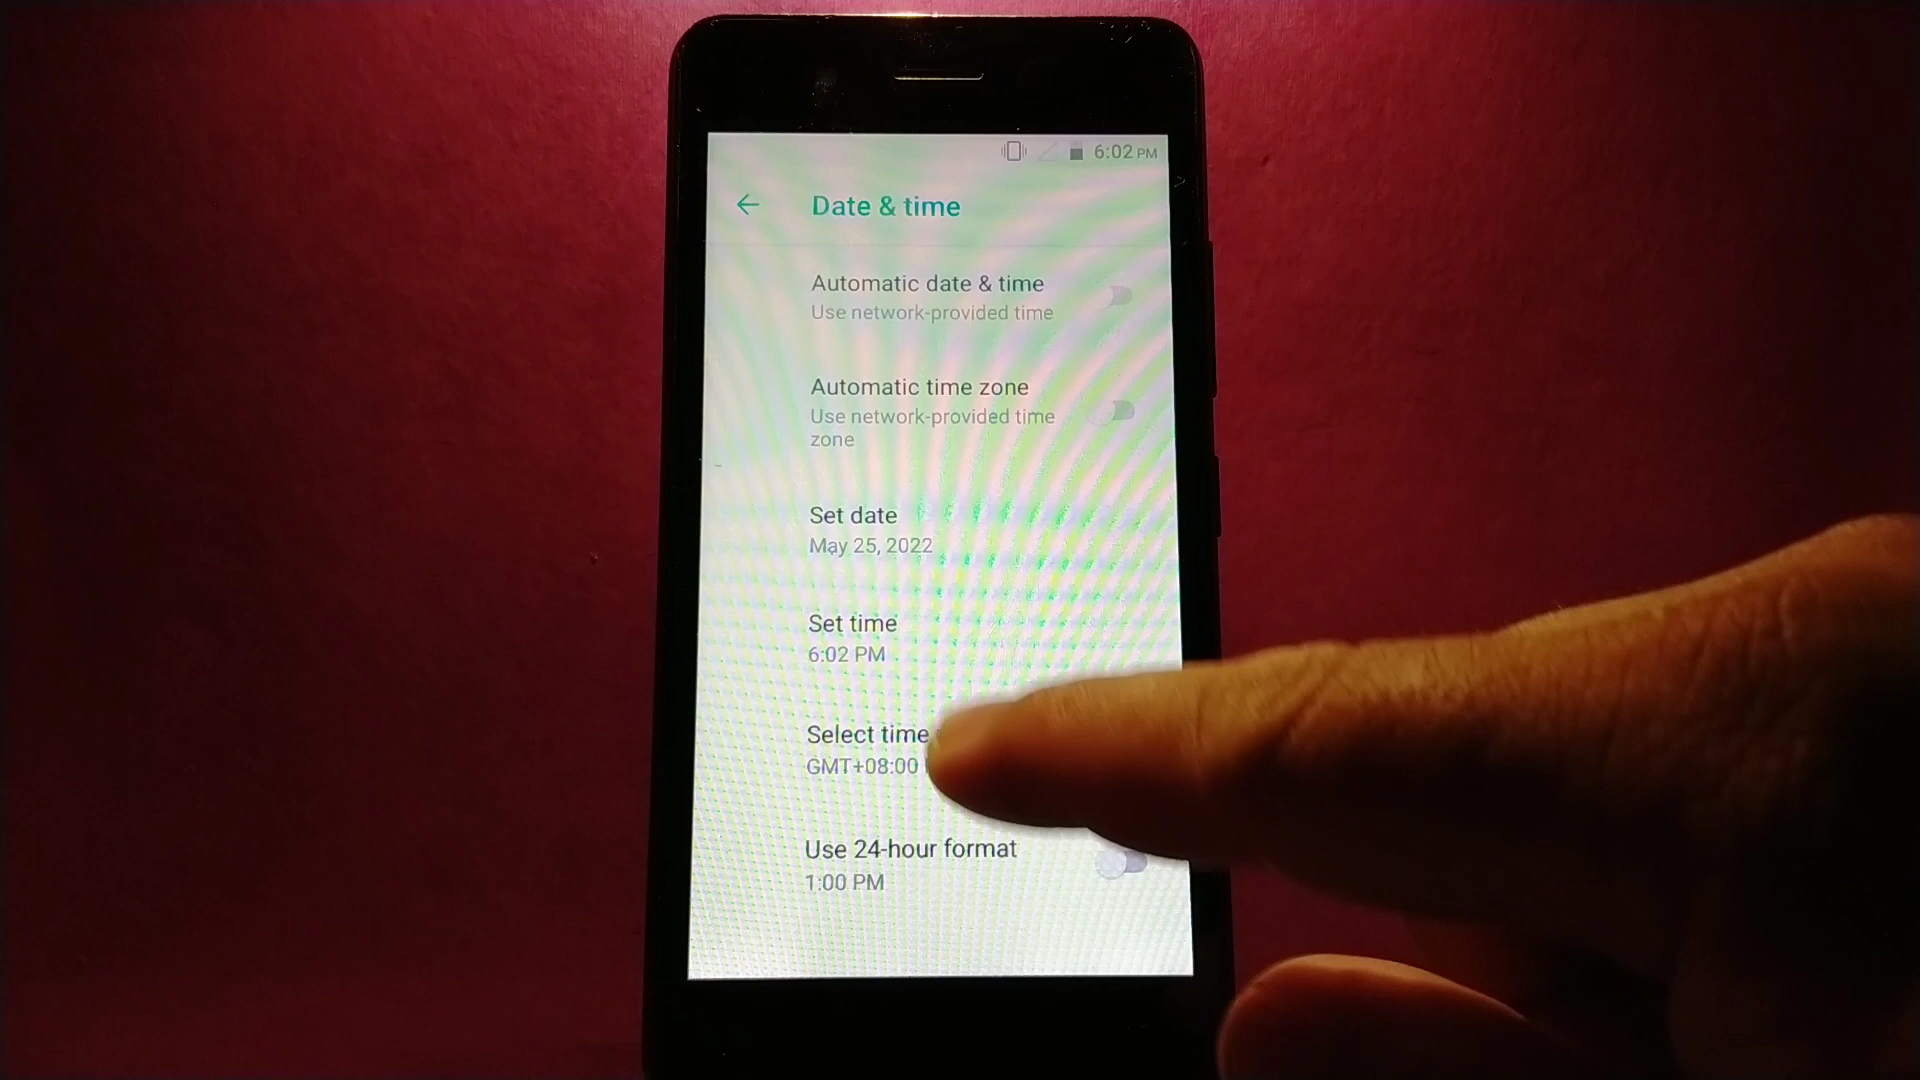 6:02 PM
Date & time
Automatic date & time
Use network-provided time
Automatic time zone
Use network-provided time
zone
Set date
May 25, 2022
Set time
6:02 PM
Select time
GMT+08:00
Use 24-hour format
1:00 PM